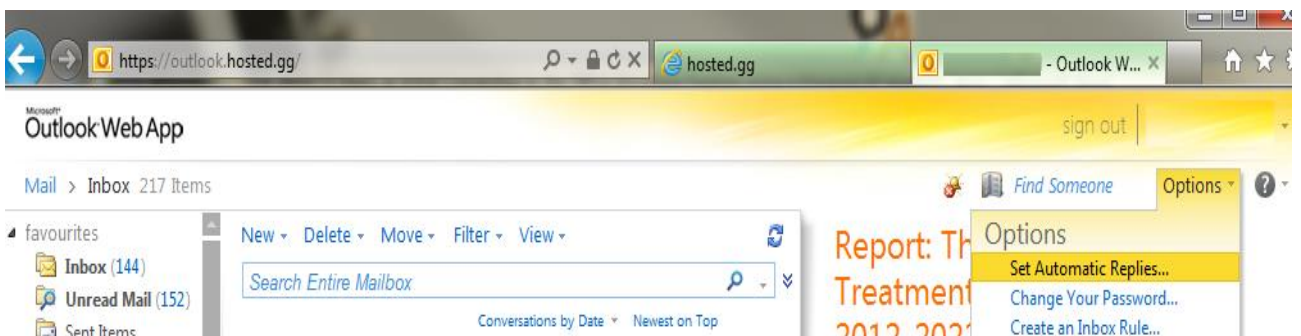 https://outlook.hosted.gg/
hosted.gg
- Outlook W...
Microsoft
Outlook Web App
sign out
Mail > Inbox 217 Items
Find Someone
Options
favourites
Inbox (144)
Unread Mail (152)
Sent Items
New Delete Move Filter View
Search Entire Mailbox
Conversations by Date Newest on Top
Report: Th
Treatment
Options
Set Automatic Replies...
Change Your Password...
Create an Inbox Rule...